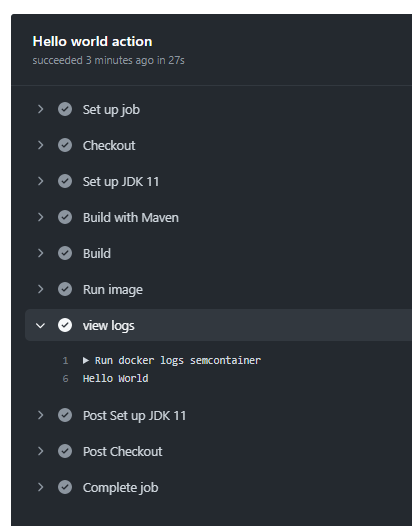 Hello world action
succeeded 3 minutes ago in 27s
Set up job
Checkout
Set up JDK 11
Build with Maven
Build
Run image
view logs
1 ▶ Run docker logs semcontainer
6 Hello World
Post Set up JDK 11
Post Checkout
Complete job